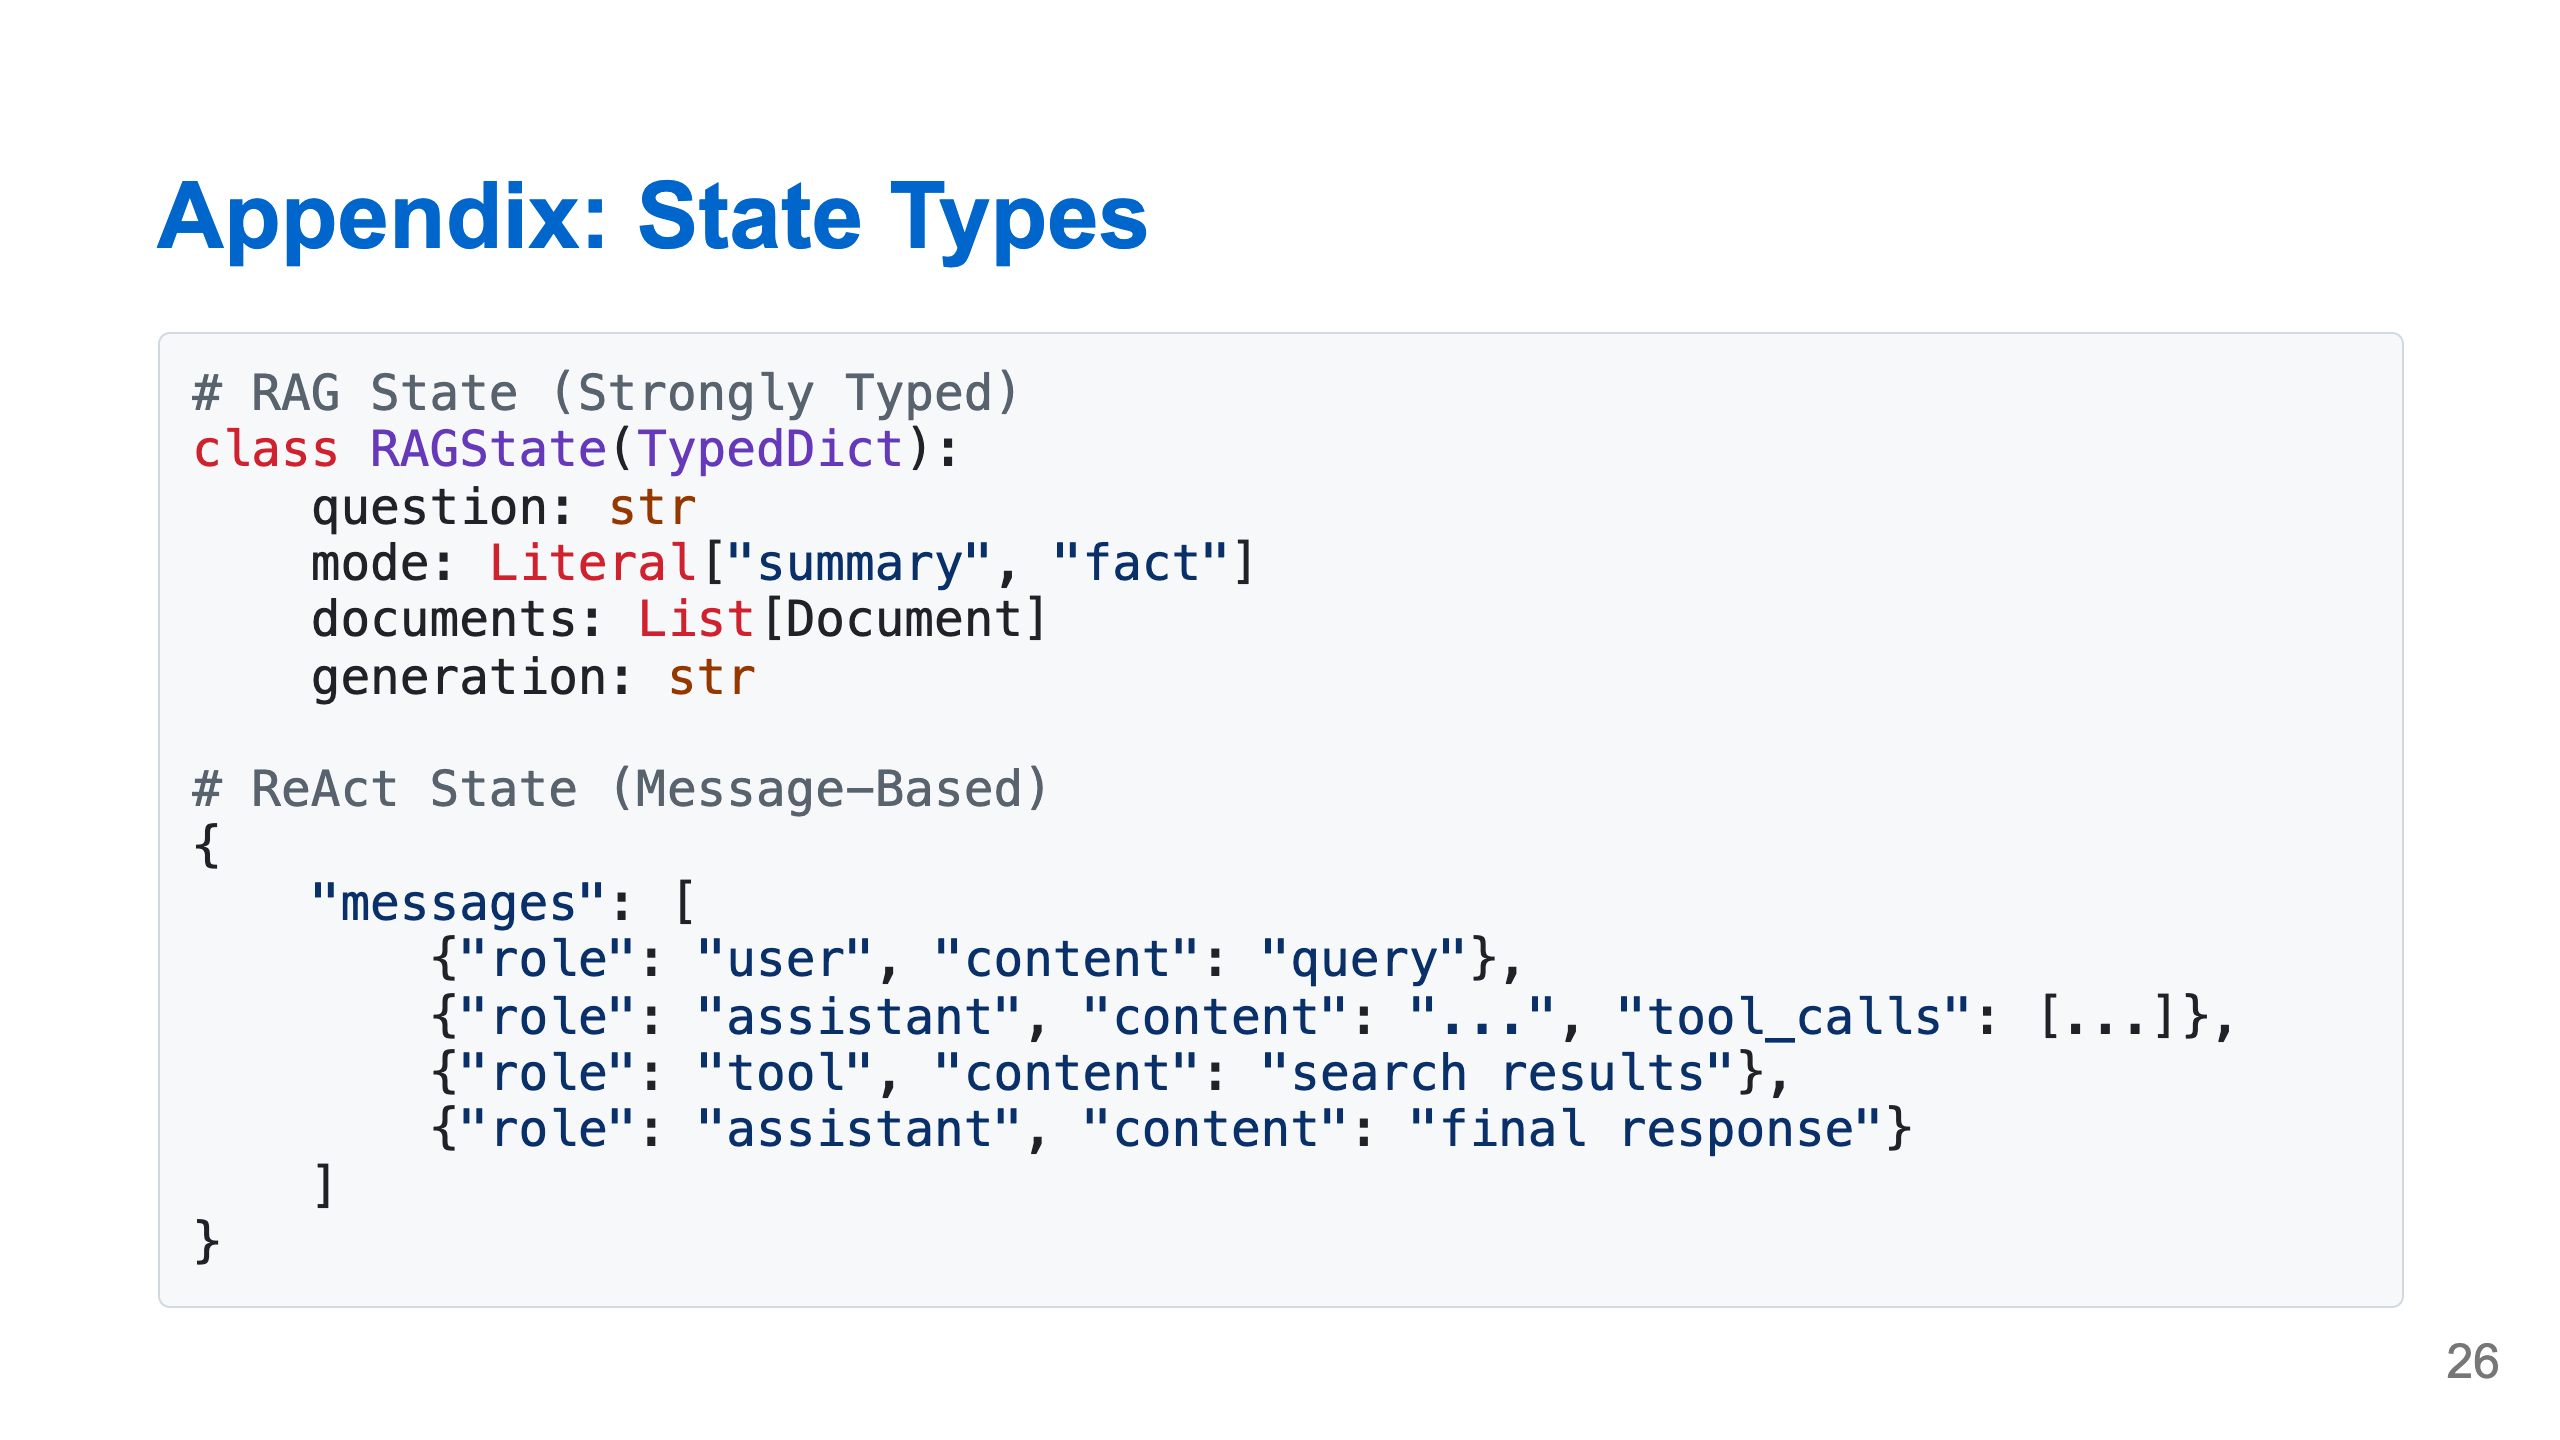 Appendix: State Types
# RAG State (Strongly Typed)
class RAGState(TypedDict):
    question: str
    mode: Literal["summary", "fact"]
    documents: List[Document]
    generation: str

# ReAct State (Message-Based)
{
    "messages": [
        {"role": "user", "content": "query"},
        {"role": "assistant", "content": "...", "tool_calls": [...]},
        {"role": "tool", "content": "search results"},
        {"role": "assistant", "content": "final response"}
    ]
}
26